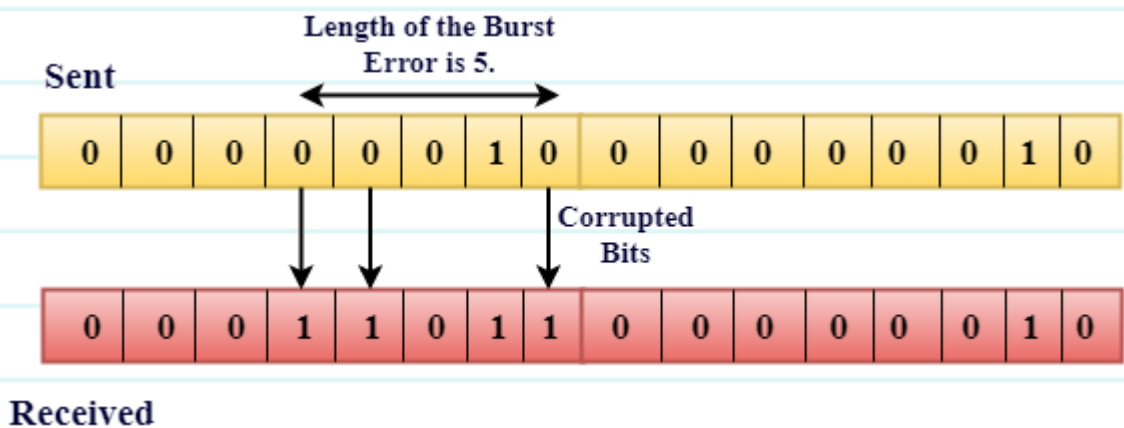 Length of the Burst
Error is 5.
Sent
0 0 0 0 0 0 1 0 0 0 0 0 0 0 1 0
Corrupted
Bits
0 0 0 1 1 0 1 1 0 0 0 0 0 0 1 0
Received